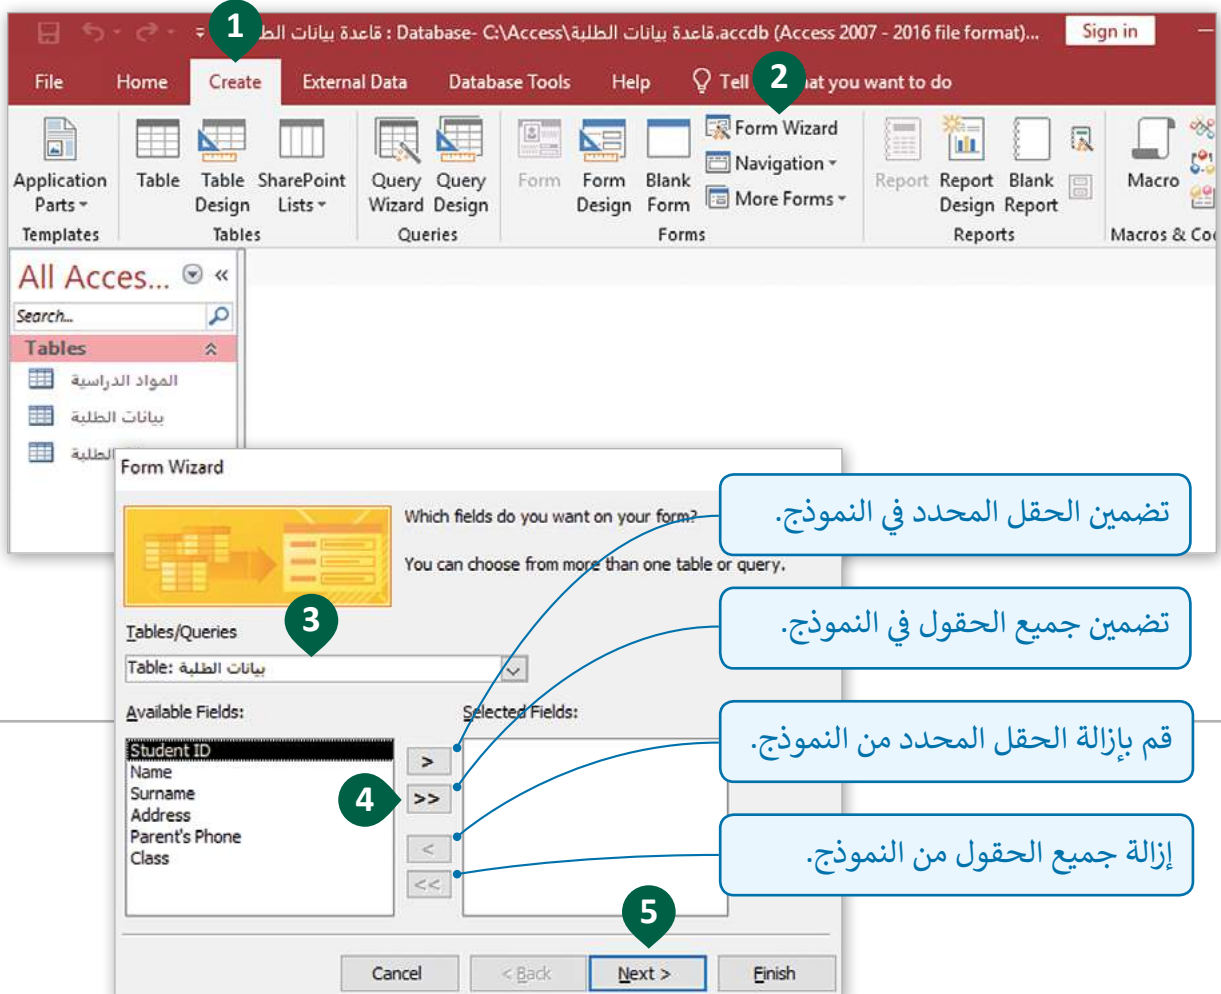 1
قاعدة بيانات الط : Database- C:\Access\قاعدة بيانات الطلبة.accdb (Access 2007 - 2016 file format)... Sign in
File Home Create External Data Database Tools Help Tell at you want to do
2
Application Parts
Table
Table Design
SharePoint Lists
Query Wizard
Query Design
Form
Form Design
Blank Form
Form Wizard
Navigation
More Forms
Report
Report Design
Blank Report
Macro
Templates Tables Queries Forms Reports Macros & Co
All Acces... «
Search...
Tables
المواد الدراسية
بيانات الطلبة
الطلبة
Form Wizard
Which fields do you want on your form?
You can choose from more than one table or query.
تضمين الحقل المحدد في النموذج.
تضمين جميع الحقول في النموذج.
قم بإزالة الحقل المحدد من النموذج.
إزالة جميع الحقول من النموذج.
3
Tables/Queries
Table: بيانات الطلبة
Available Fields: Selected Fields:
Student ID
Name
Surname
Address
Parent's Phone
Class
>
4
>>
<
<<
5
Cancel < Back Next > Finish